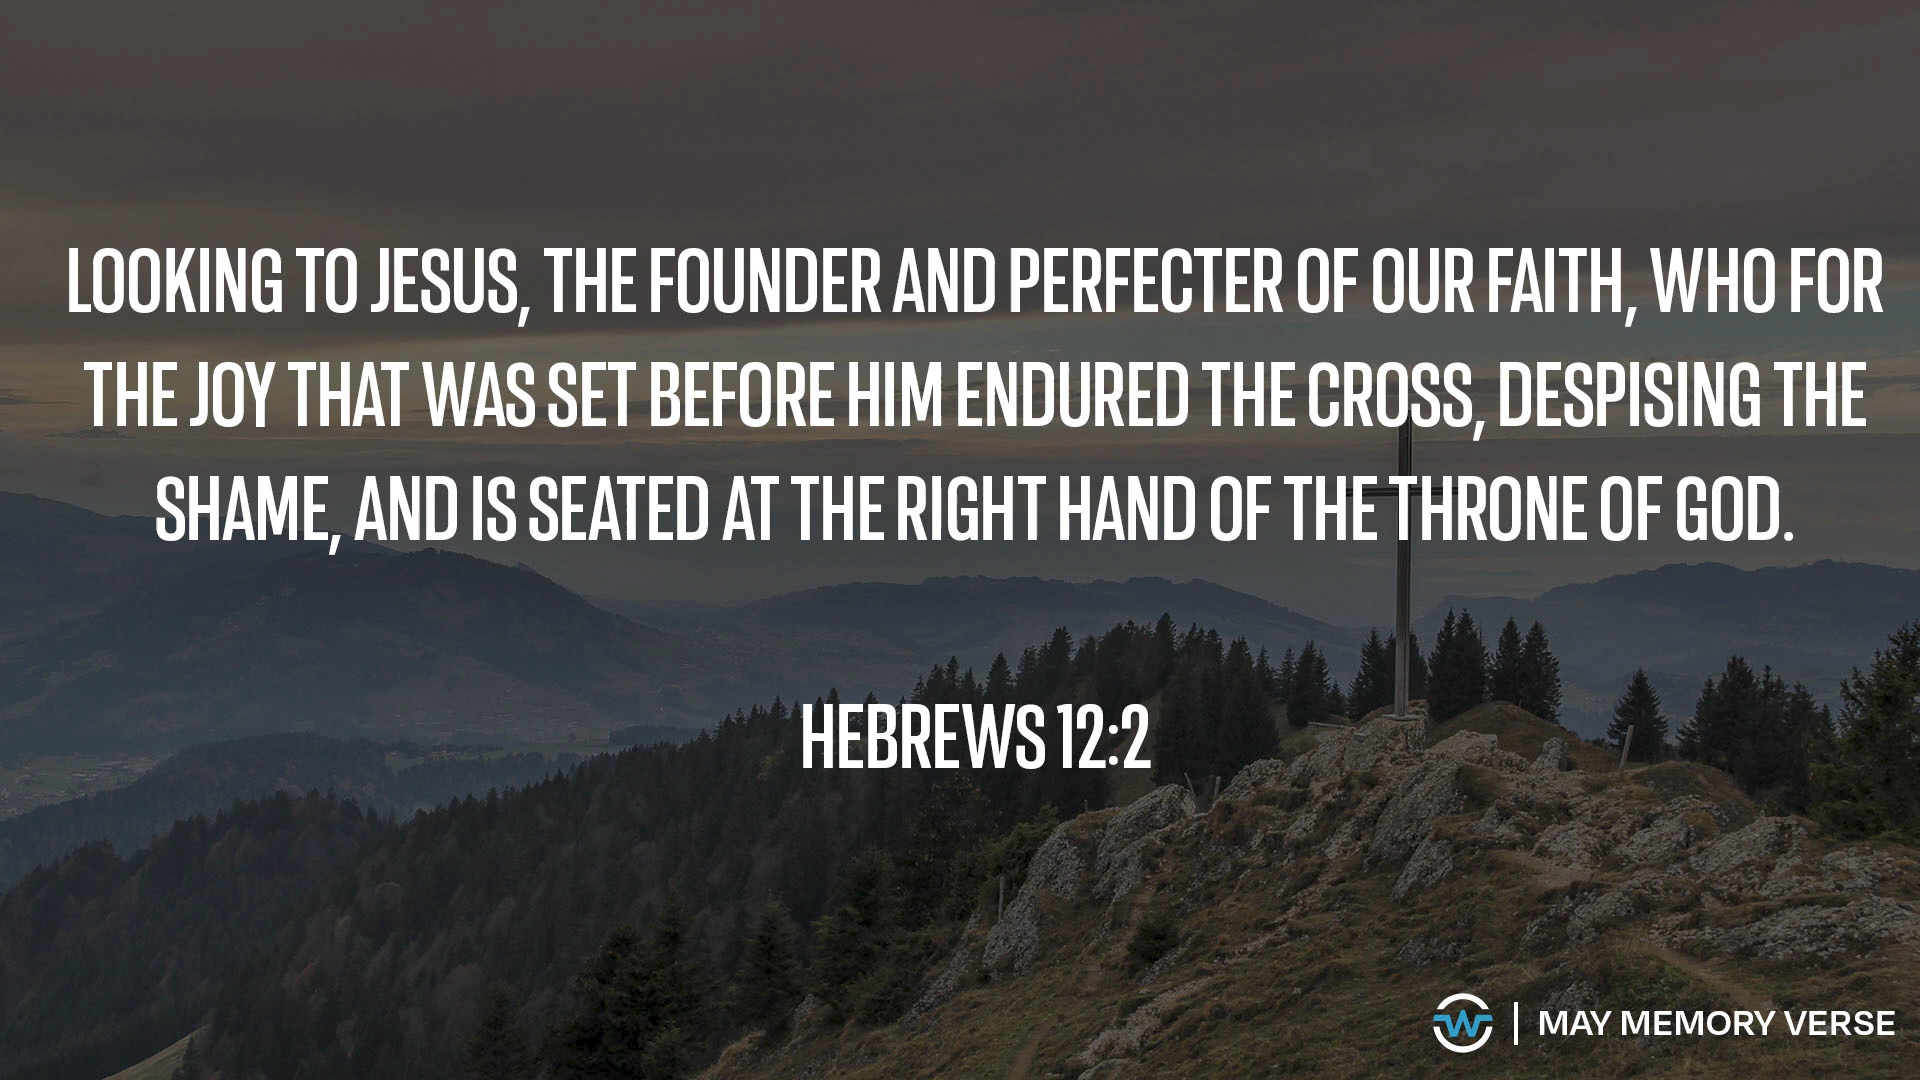 LOOKING TO JESUS, THE FOUNDER AND PERFECTER OF OUR FAITH, WHO FOR
THE JOY THAT WAS SET BEFORE HIM ENDURED THE CROSS, DESPISING THE
SHAME, AND IS SEATED AT THE RIGHT HAND OF THE THRONE OF GOD.
HEBREWS 12:2
W | MAY MEMORY VERSE